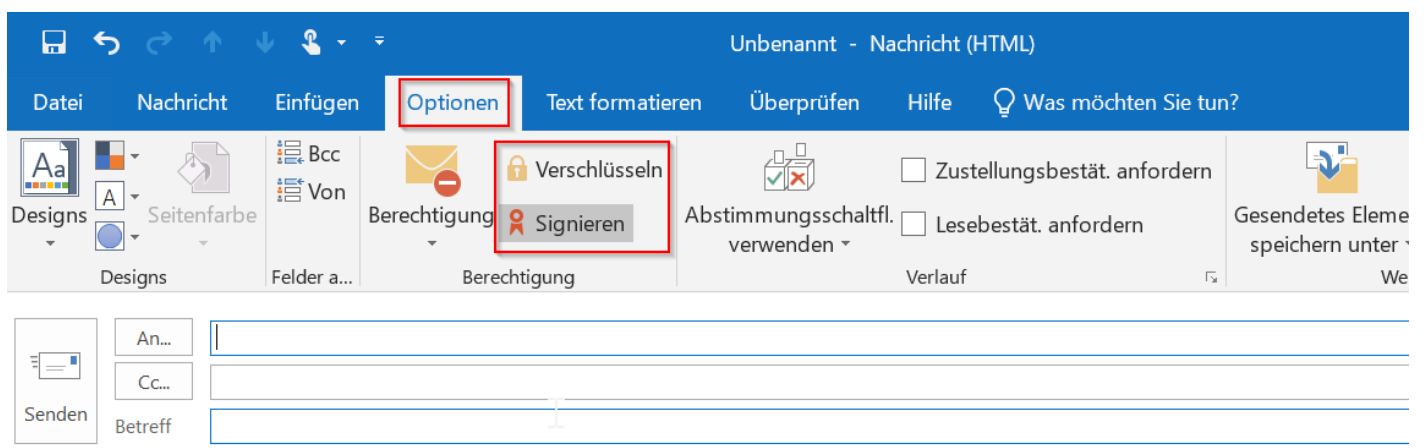 Unbenannt - Nachricht (HTML)
Datei Nachricht Einfügen Optionen Text formatieren Überprüfen Hilfe Was möchten Sie tun?
Aa
Designs
A
Seitenfarbe
Bcc
Von
Berechtigung
Verschlüsseln
Signieren
Abstimmungsschaltfl.
verwenden
Zustellungsbestät. anfordern
Lesebestät. anfordern
Gesendetes Eleme
speichern unter
Designs Felder a... Berechtigung Verlauf We
Senden
An...
Cc...
Betreff